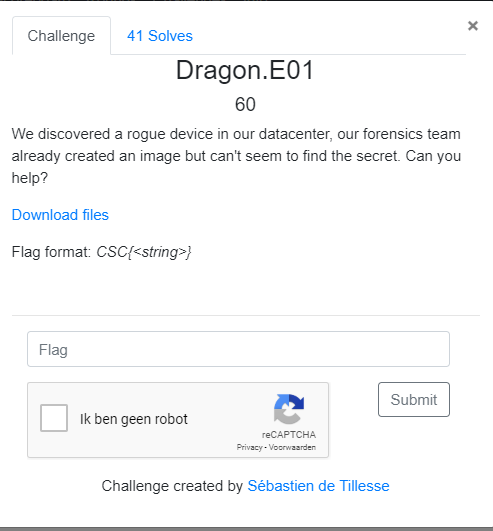 ×
Challenge 41 Solves
Dragon.E01
60
We discovered a rogue device in our datacenter, our forensics team
already created an image but can't seem to find the secret. Can you
help?
Download files
Flag format: CSC{<string>}
Flag
Ik ben geen robot
reCAPTCHA
Privacy - Voorwaarden
Submit
Challenge created by Sébastien de Tillesse